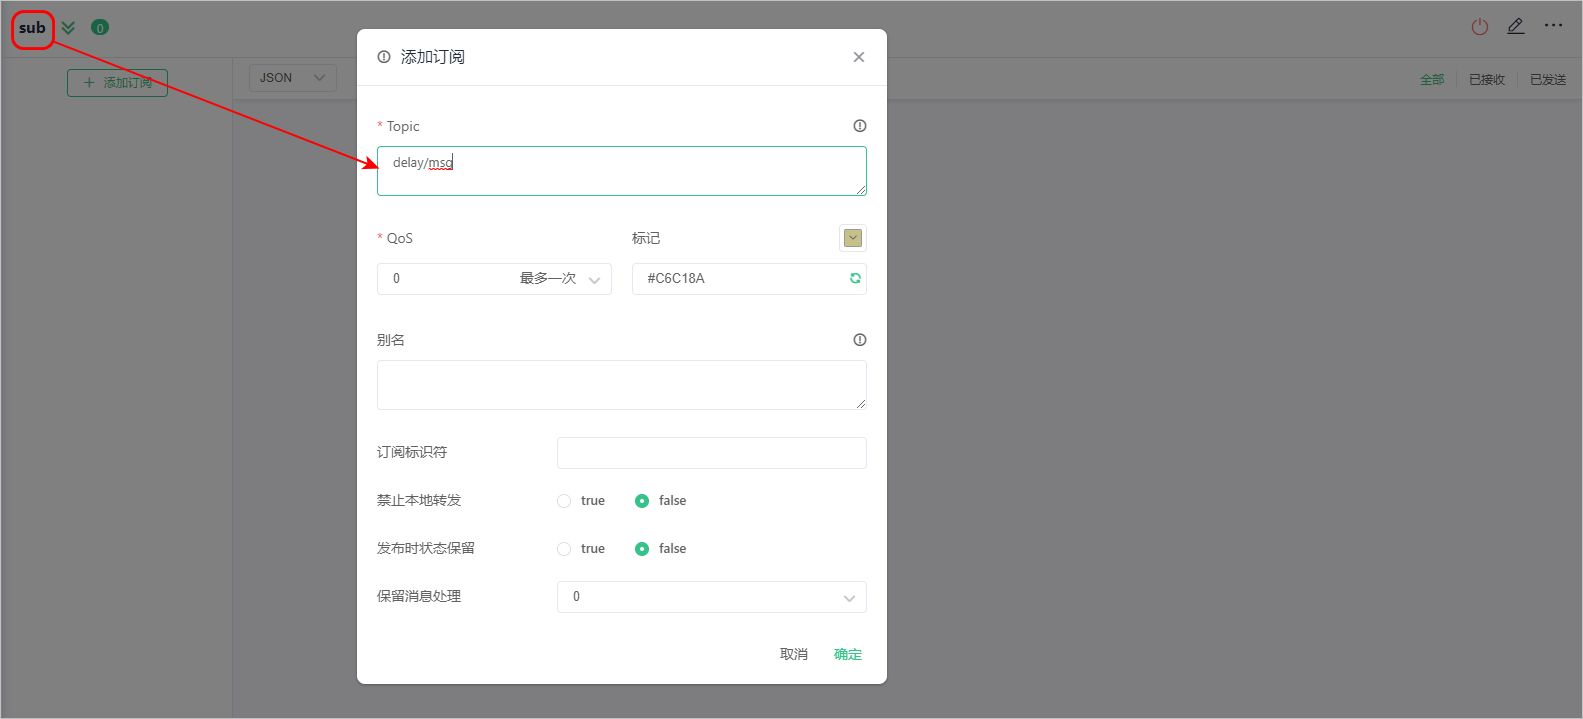 sub
0
添加订阅
添加订阅
JSON
全部
已接收
已发送
* Topic
delay/msg
* QoS
标记
0
最多一次
#C6C18A
别名
订阅标识符
禁止本地转发
true
false
发布时状态保留
true
false
保留消息处理
0
取消
确定